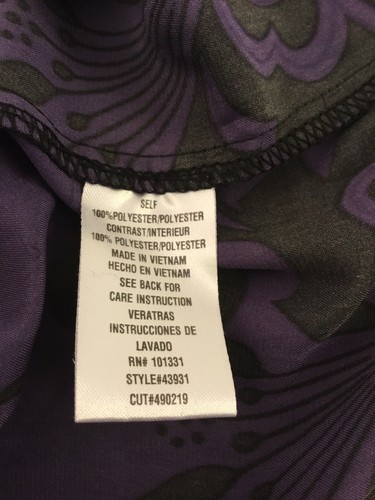 SELF
100%POLYESTER/POLYESTER
CONTRAST/INTERIEUR
100% POLYESTER/POLYESTER
MADE IN VIETNAM
HECHO EN VIETNAM
SEE BACK FOR
CARE INSTRUCTION
VERATRAS
INSTRUCCIONES DE
LAVADO
RN# 101331
STYLE#43931
CUT#490219